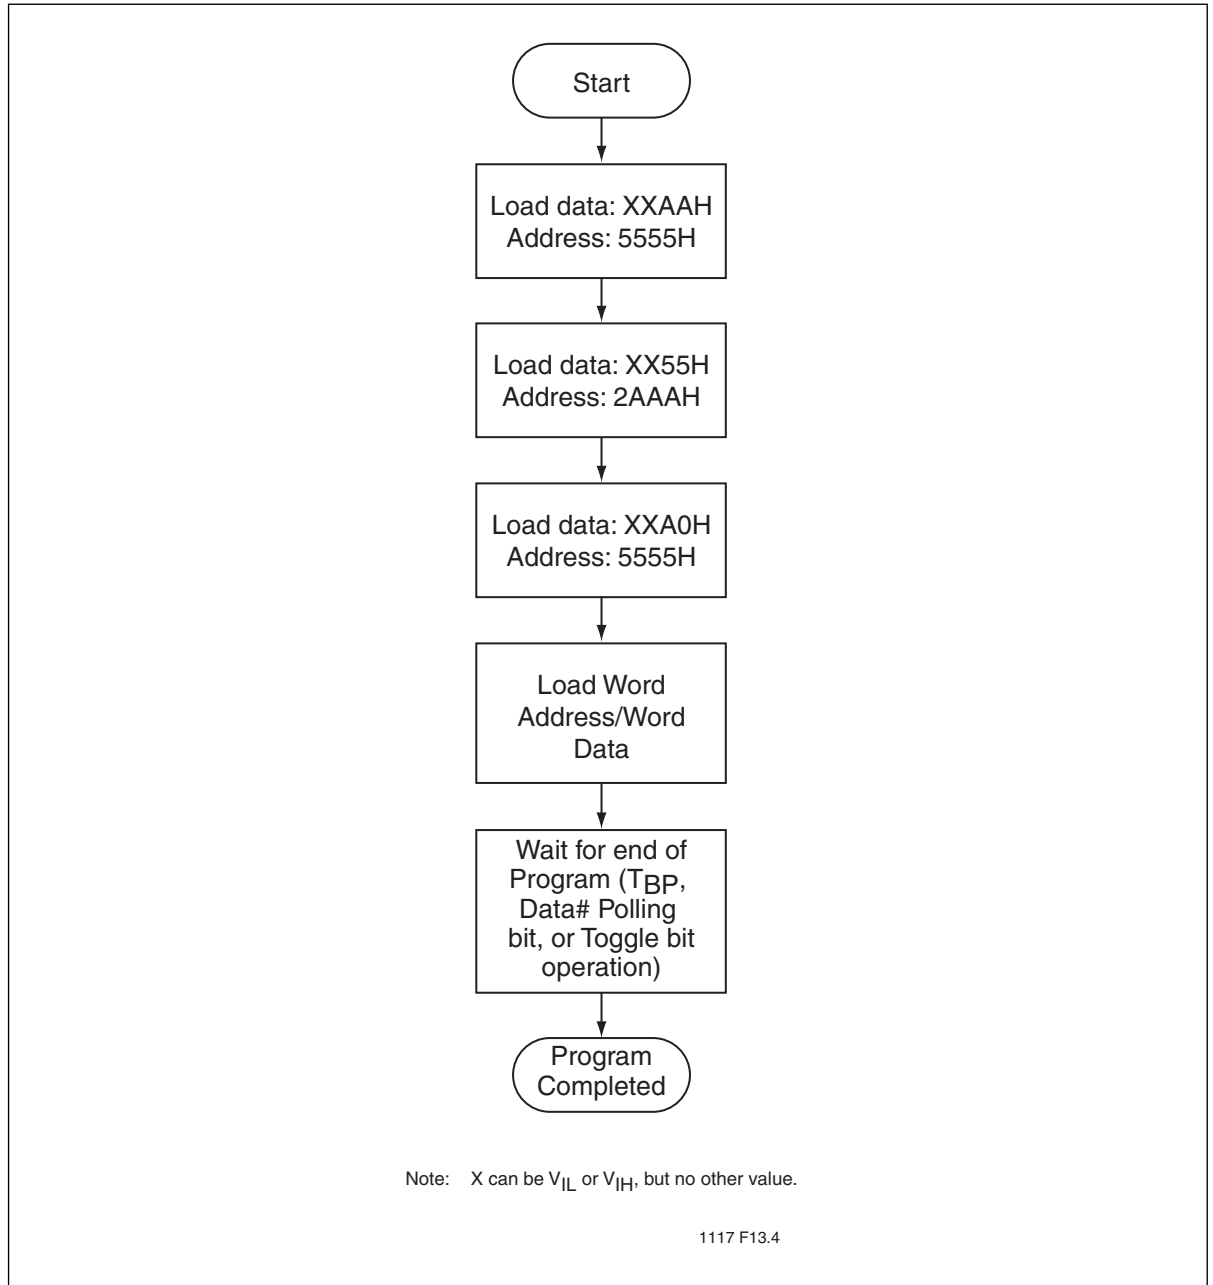 Start
Load data: XXAAH
Address: 5555H
Load data: XX55H
Address: 2AAAH
Load data: XXA0H
Address: 5555H
Load Word
Address/Word
Data
Wait for end of
Program (TBP,
Data# Polling
bit, or Toggle bit
operation)
Program
Completed
Note: X can be VIL or VIH, but no other value.
1117 F13.4